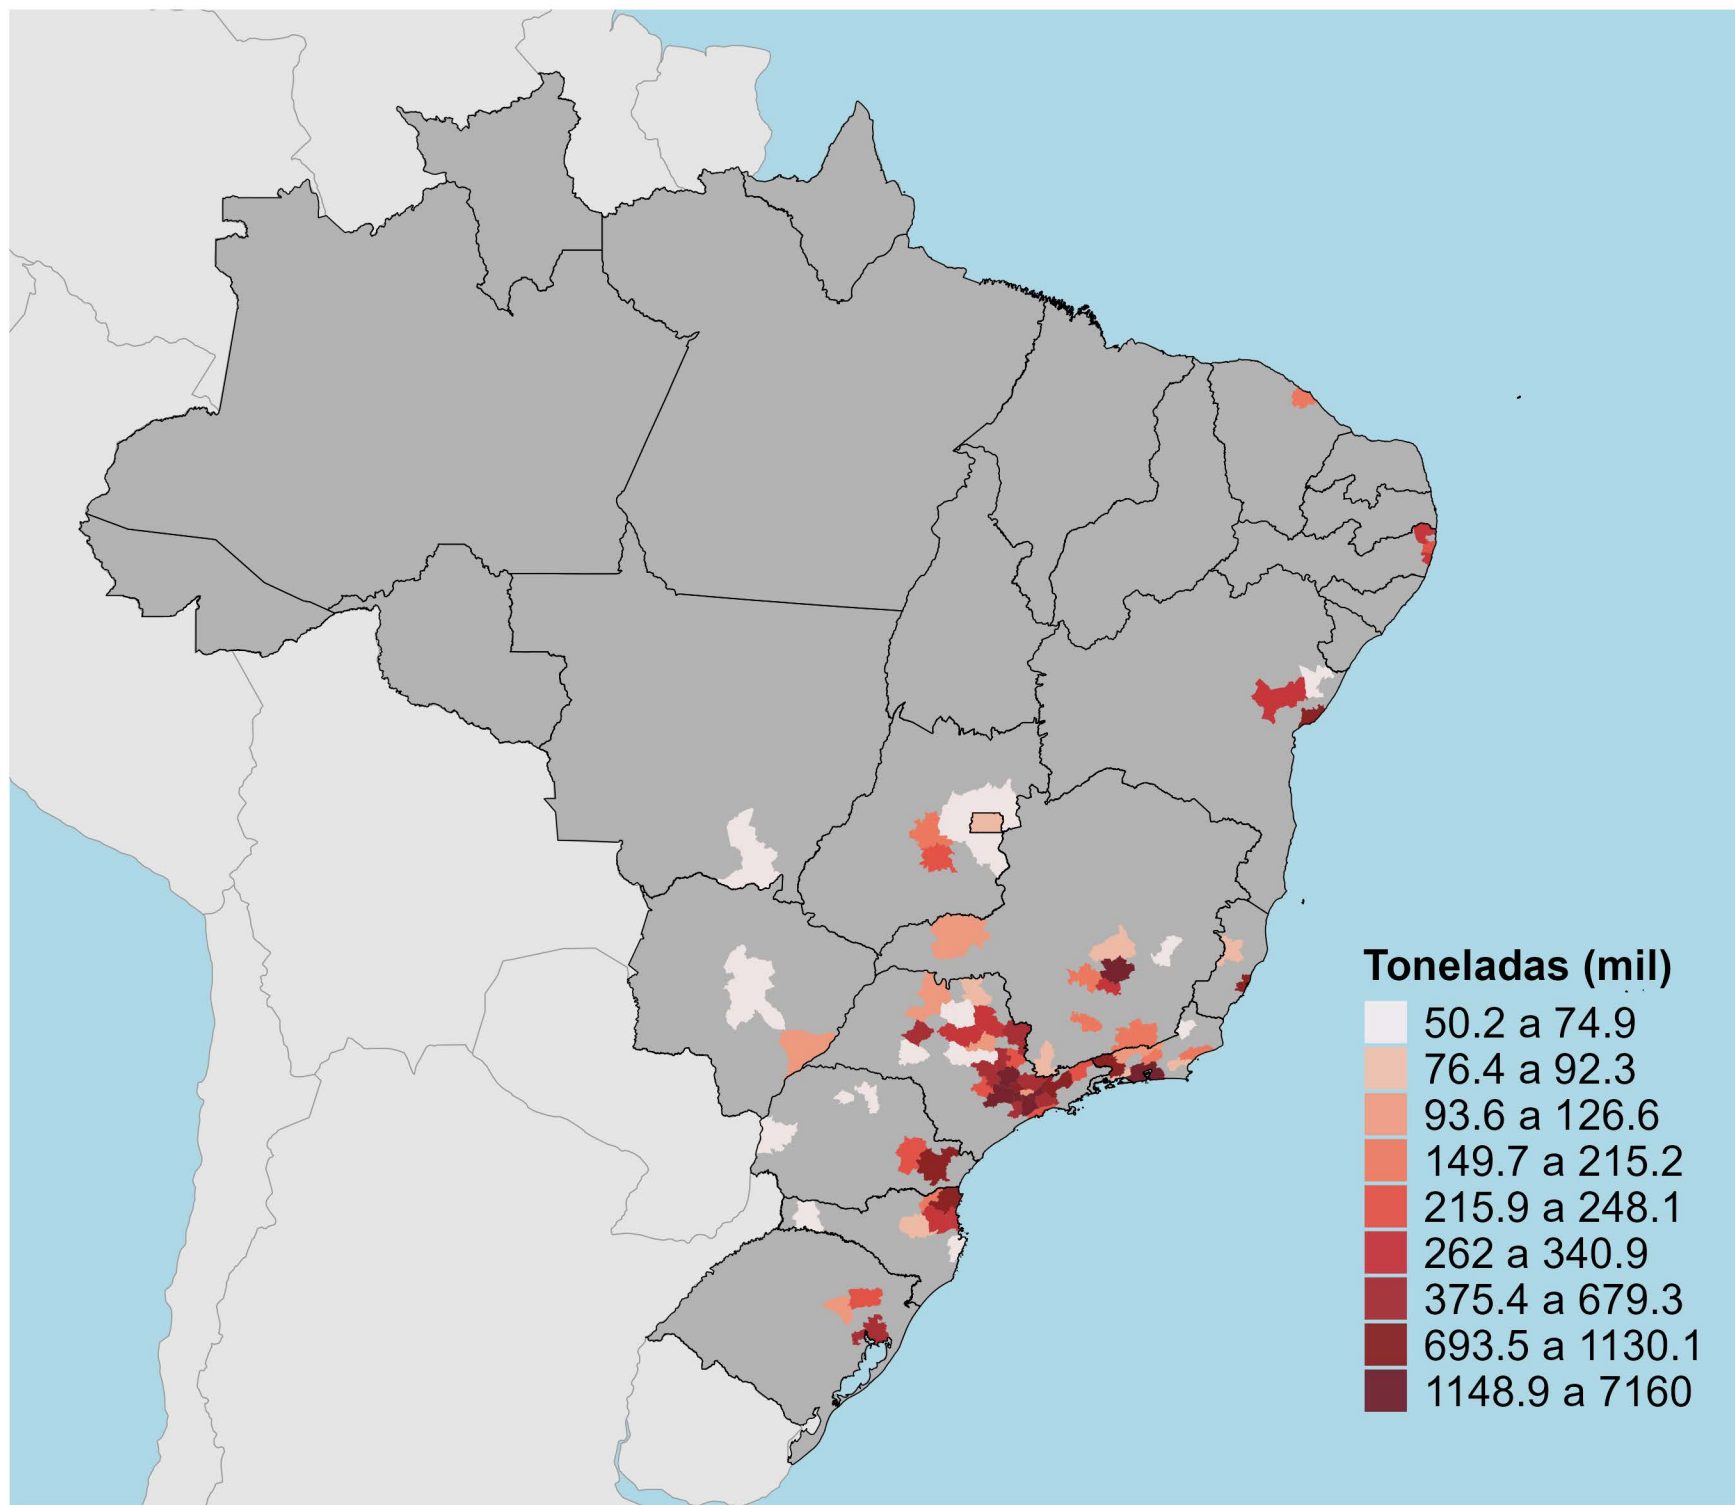 Toneladas (mil)
50.2 a 74.9
76.4 a 92.3
93.6 a 126.6
149.7 a 215.2
215.9 a 248.1
262 a 340.9
375.4 a 679.3
693.5 a 1130.1
1148.9 a 7160